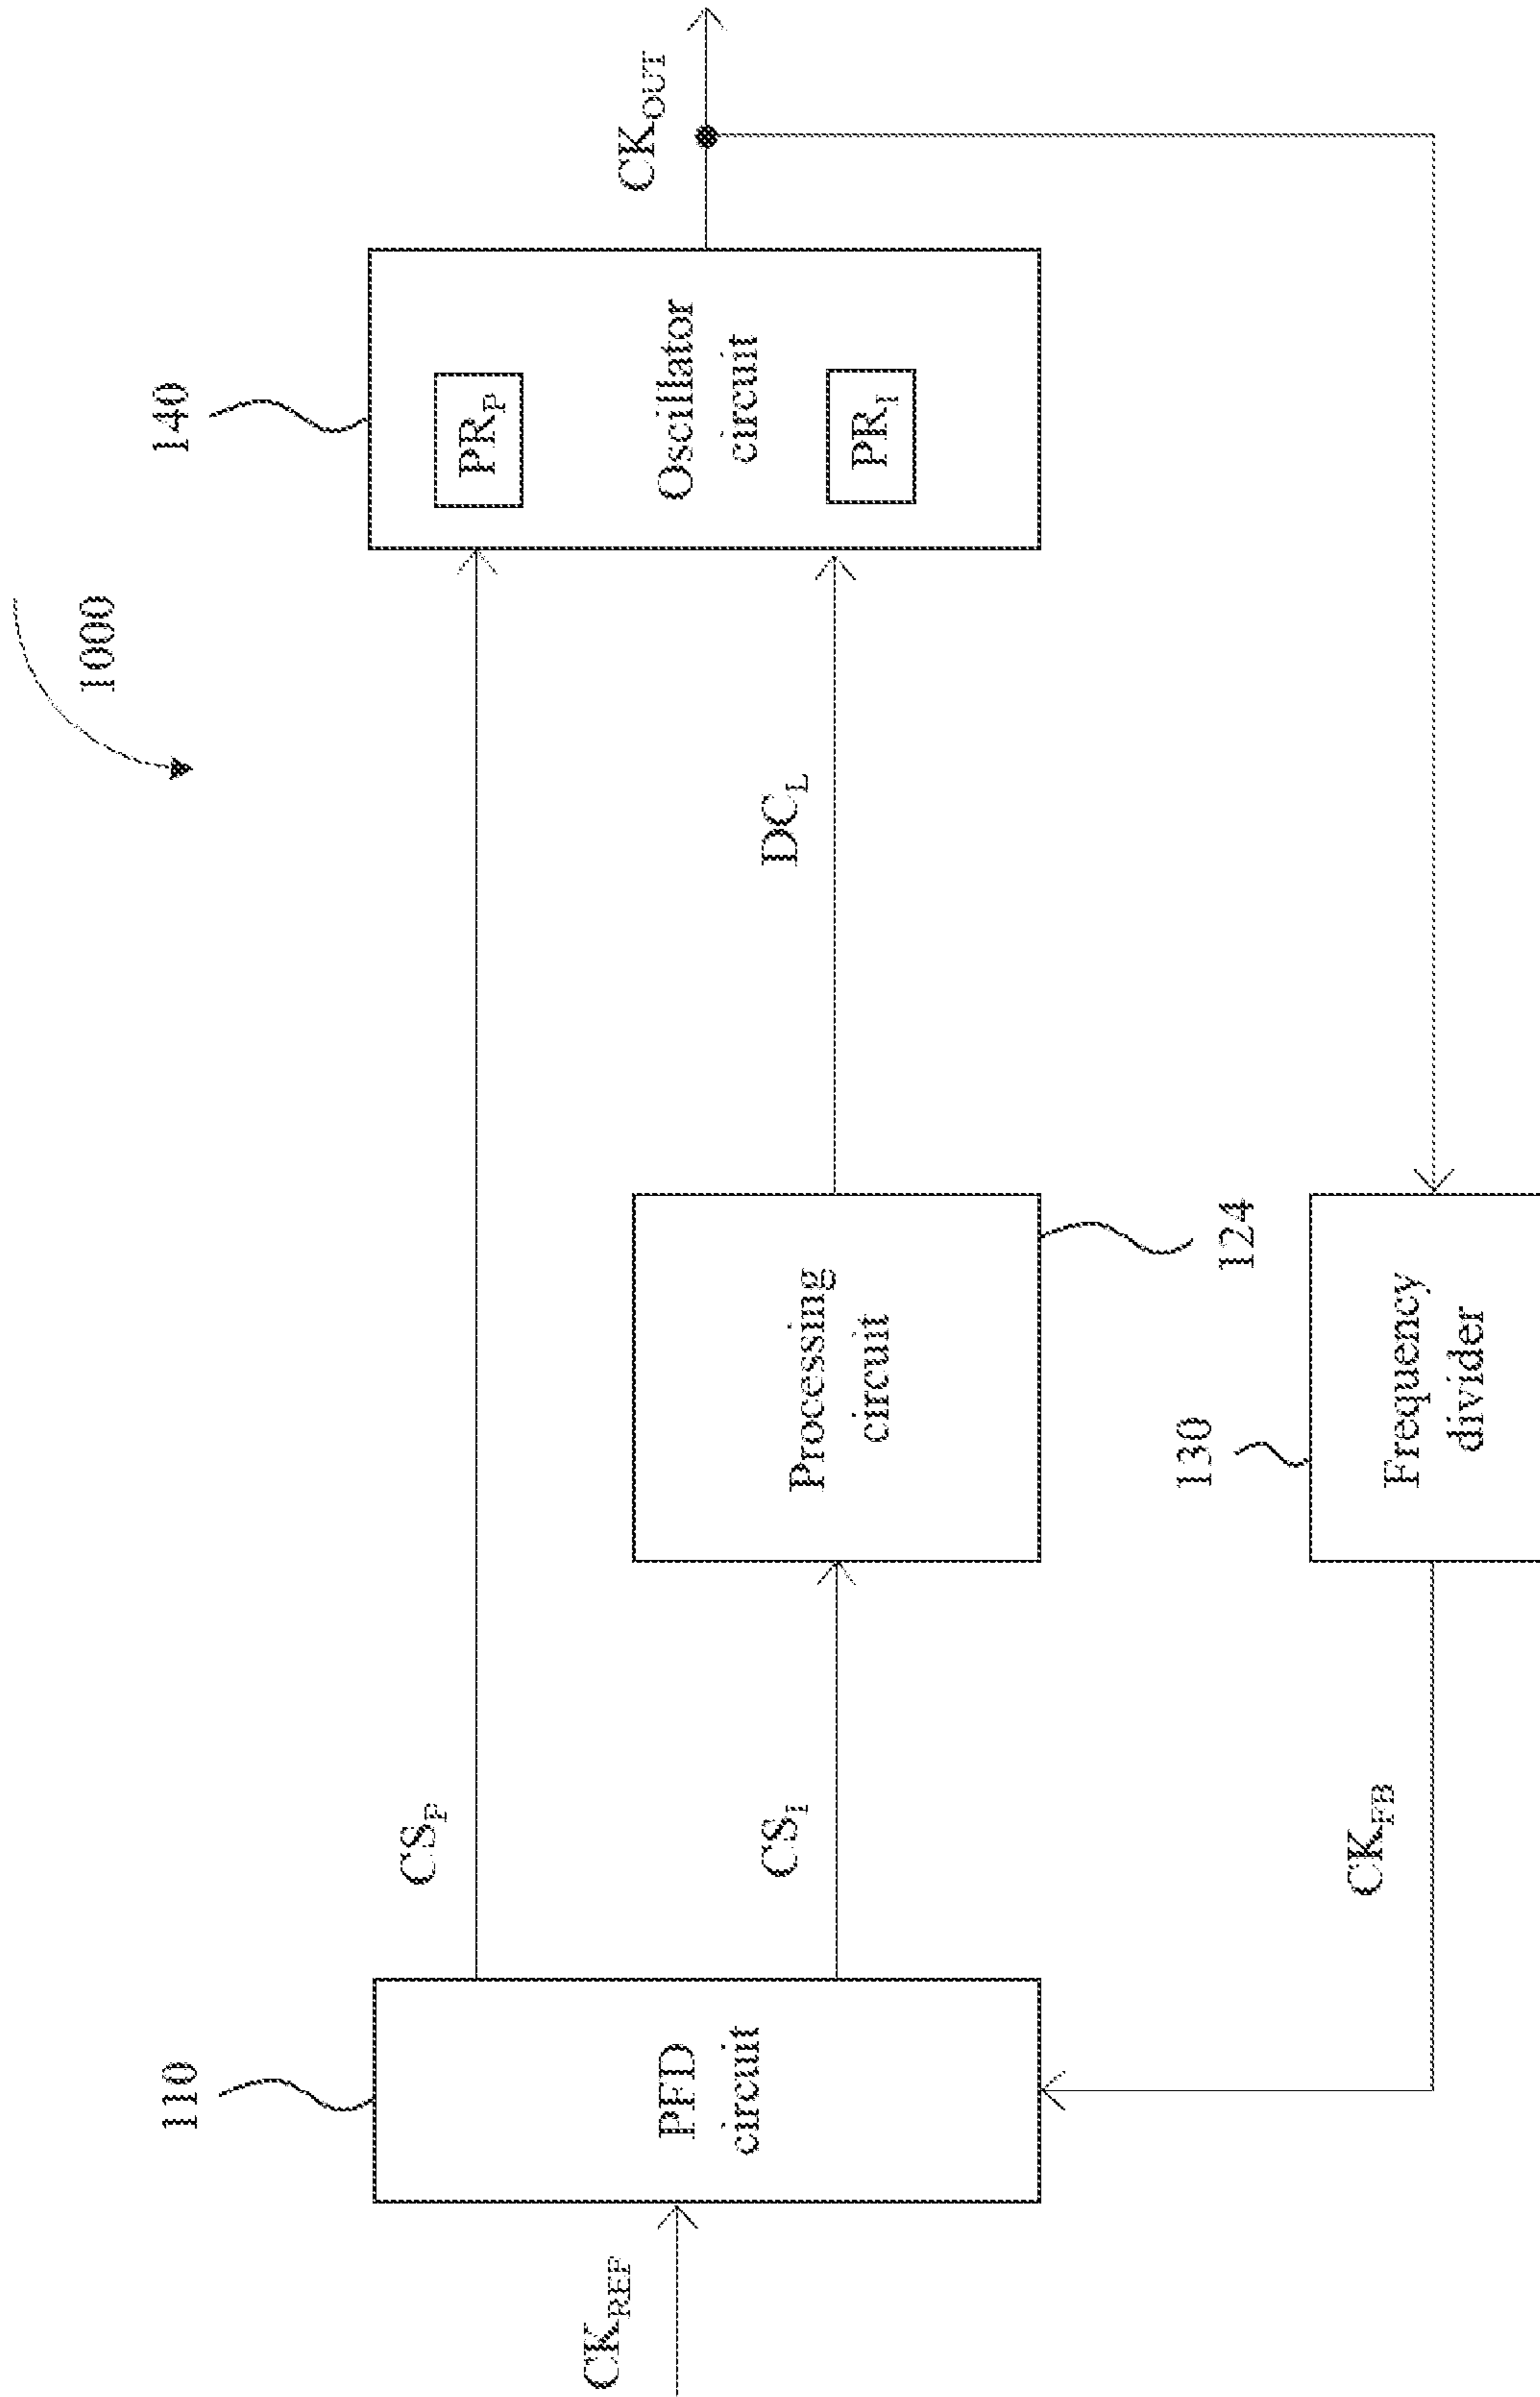 1000
140
PR_P
Oscillator
circuit
PR_I
CK_OUT
CS_P
DC_L
Processing
circuit
124
CS_I
110
PFD
circuit
CK_REF
130
Frequency
divider
CK_FB